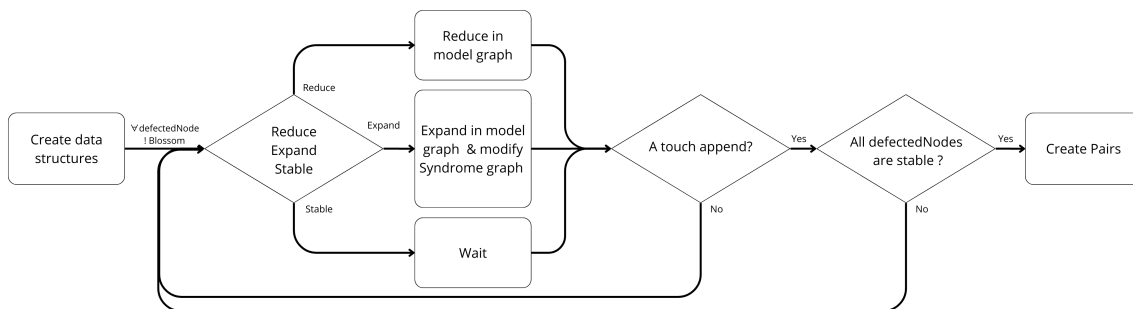 Create data
structures
∀defectedNode
! Blossom
Reduce
Expand
Stable
Reduce
Expand
Stable
Reduce in
model graph
Expand in model
graph & modify
Syndrome graph
Wait
A touch append?
Yes
No
All defectedNodes
are stable ?
Yes
No
Create Pairs